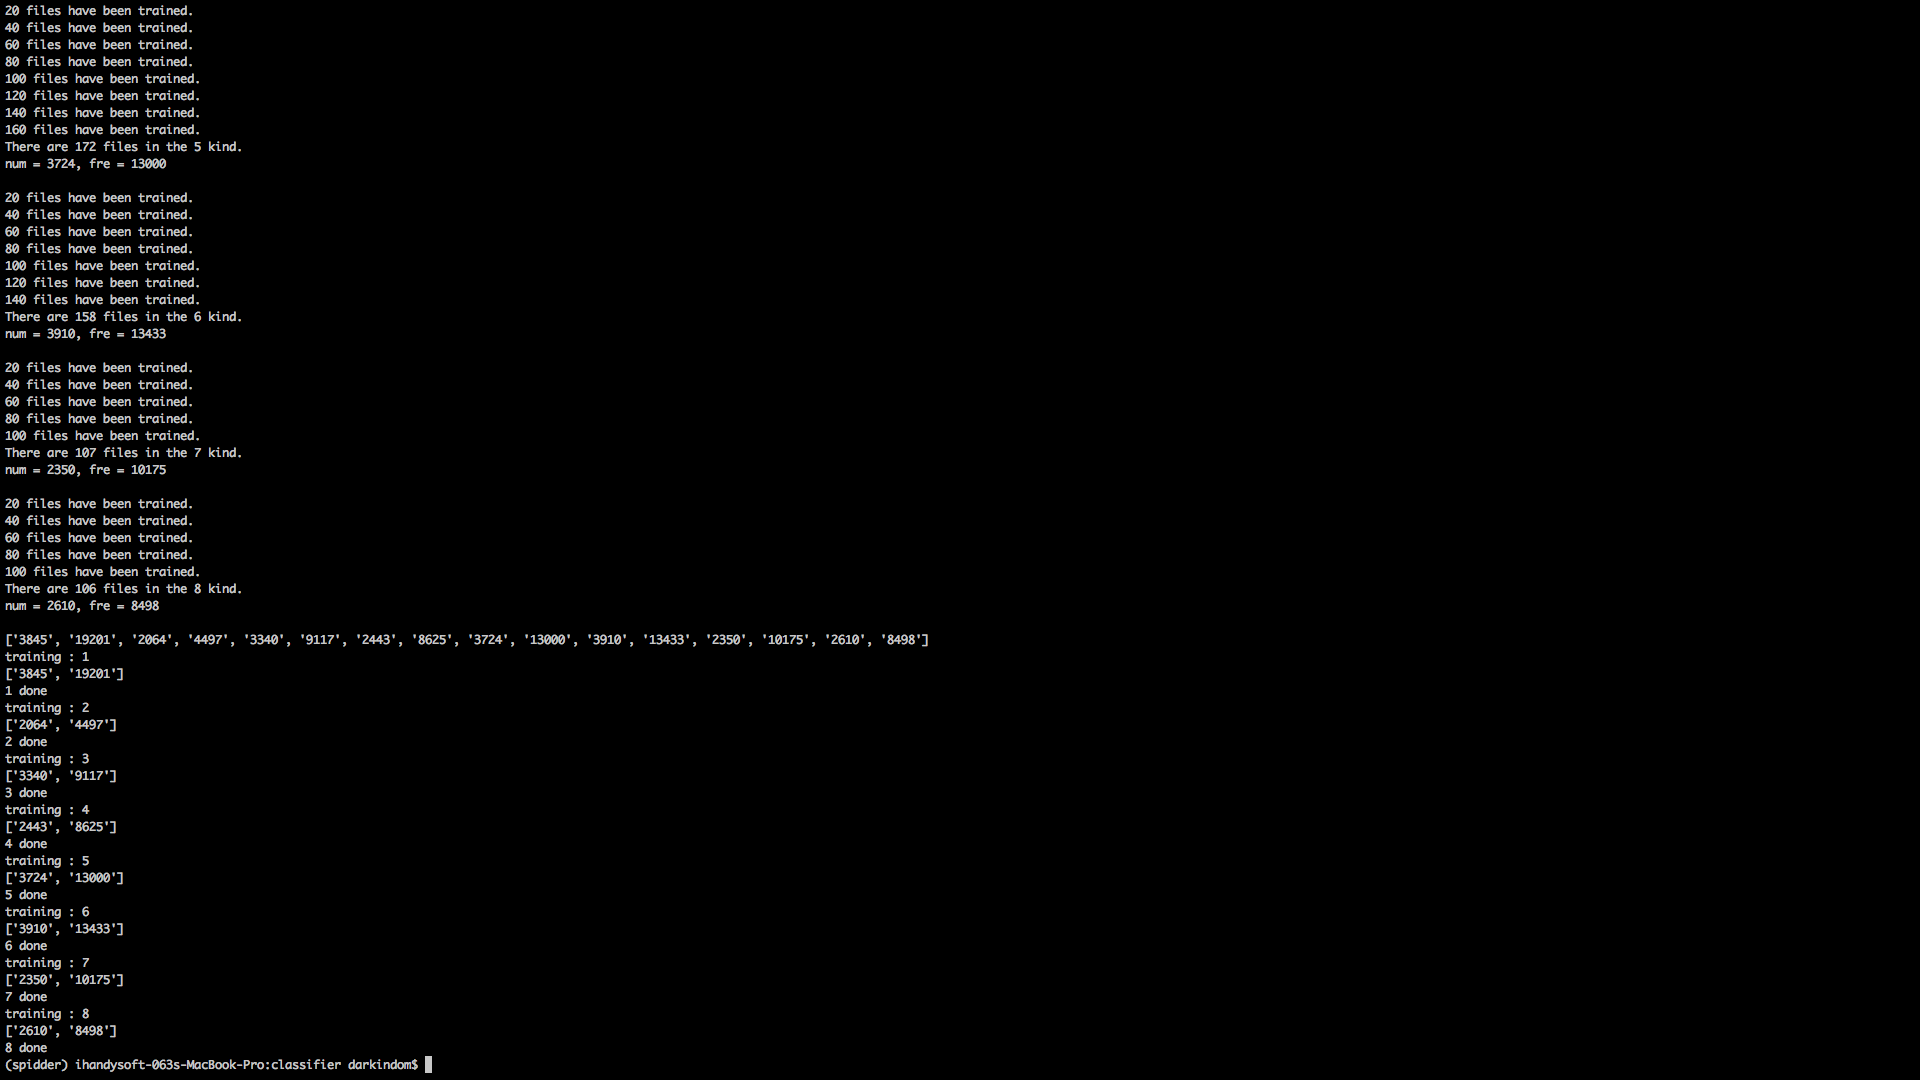 20 files have been trained.
40 files have been trained.
60 files have been trained.
80 files have been trained.
100 files have been trained.
120 files have been trained.
140 files have been trained.
160 files have been trained.
There are 172 files in the 5 kind.
num = 3724, fre = 13000
20 files have been trained.
40 files have been trained.
60 files have been trained.
80 files have been trained.
100 files have been trained.
120 files have been trained.
140 files have been trained.
There are 158 files in the 6 kind.
num = 3910, fre = 13433
20 files have been trained.
40 files have been trained.
60 files have been trained.
80 files have been trained.
100 files have been trained.
There are 107 files in the 7 kind.
num = 2350, fre = 10175
20 files have been trained.
40 files have been trained.
60 files have been trained.
80 files have been trained.
100 files have been trained.
There are 106 files in the 8 kind.
num = 2610, fre = 8498
['3845', '19201', '2064', '4497', '3340', '9117', '2443', '8625', '3724', '13000', '3910', '13433', '2350', '10175', '2610', '8498']
training : 1
['3845', '19201']
1 done
training : 2
['2064', '4497']
2 done
training : 3
['3340', '9117']
3 done
training : 4
['2443', '8625']
4 done
training : 5
['3724', '13000']
5 done
training : 6
['3910', '13433']
6 done
training : 7
['2350', '10175']
7 done
training : 8
['2610', '8498']
8 done
(spidder) ihandysoft-063s-MacBook-Pro:classifier darkindom$